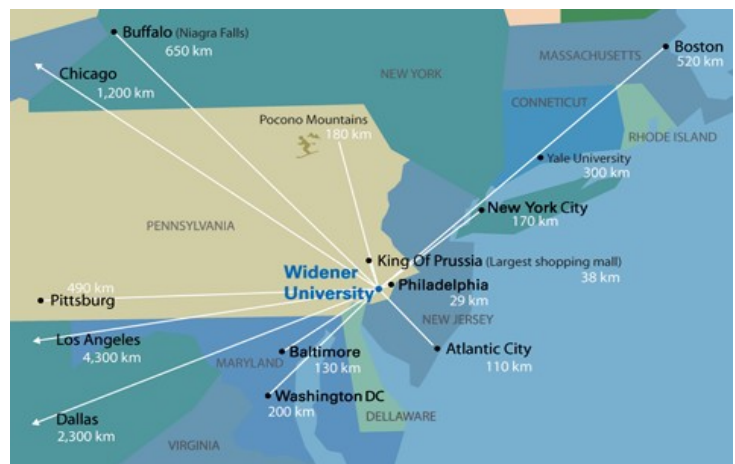 Buffalo (Niagra Falls)
650 km
Boston
520 km
MASSACHUSETTS
Chicago
1,200 km
NEW YORK
CONNETICUT
Pocono Mountains
180 km
RHODE ISLAND
Yale University
300 km
New York City
170 km
PENNSYLVANIA
King Of Prussia (Largest shopping mall)
38 km
Widener
University
Philadelphia
29 km
490 km
Pittsburg
NEW JERSEY
Los Angeles
4,300 km
MARYLAND
Baltimore
130 km
Atlantic City
110 km
Washington DC
200 km
Dallas
2,300 km
DELLAWARE
VIRGINIA